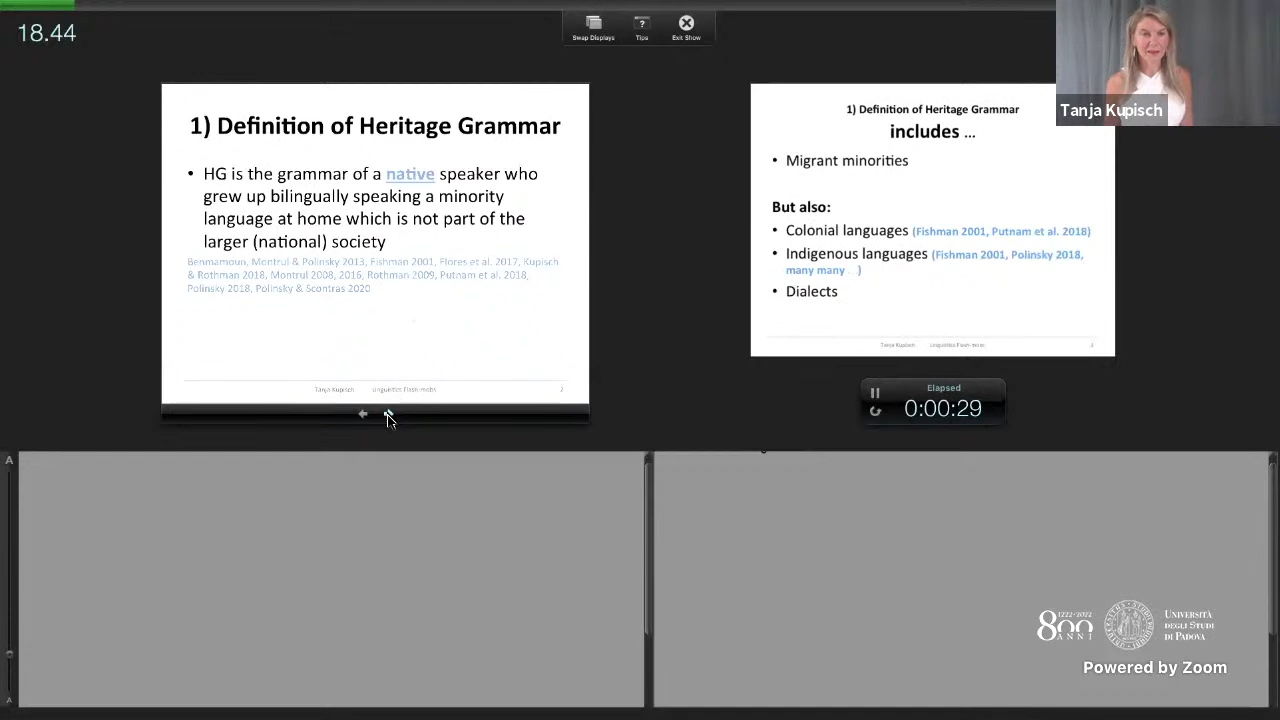 18.44
Swap Displays
Tips
Exit Show
Tanja Kupisch
1) Definition of Heritage Grammar
• HG is the grammar of a native speaker who
grew up bilingually speaking a minority
language at home which is not part of the
larger (national) society
Benmamoun, Montrul & Polinsky 2013, Fishman 2001, Flores et al. 2017, Kupisch
& Rothman 2018, Montrul 2008, 2016, Rothman 2009, Putnam et al. 2018,
Polinsky 2018, Polinsky & Scontras 2020
Tanja Kupisch Linguistics Flash-mobs 2
1) Definition of Heritage Grammar
includes ...
• Migrant minorities
But also:
• Colonial languages (Fishman 2001, Putnam et al. 2018)
• Indigenous languages (Fishman 2001, Polinsky 2018,
many many ...)
• Dialects
Tanja Kupisch Linguistics Flash-mobs
Elapsed
0:00:29
A
A
1222·2022
800
ANNI
UNIVERSITÀ
DEGLI STUDI
DI PADOVA
Powered by Zoom